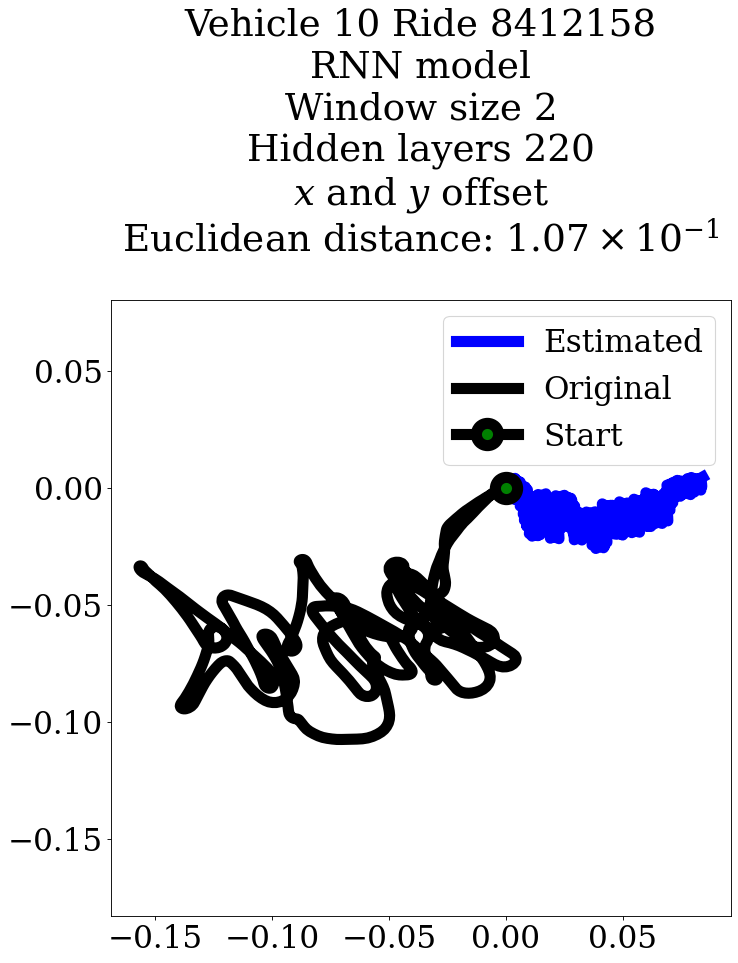 Vehicle 10 Ride 8412158
RNN model
Window size 2
Hidden layers 220
x and y offset
Euclidean distance: 1.07 × 10⁻¹
Estimated
Original
Start
0.05
0.00
−0.05
−0.10
−0.15
−0.15 −0.10 −0.05 0.00 0.05